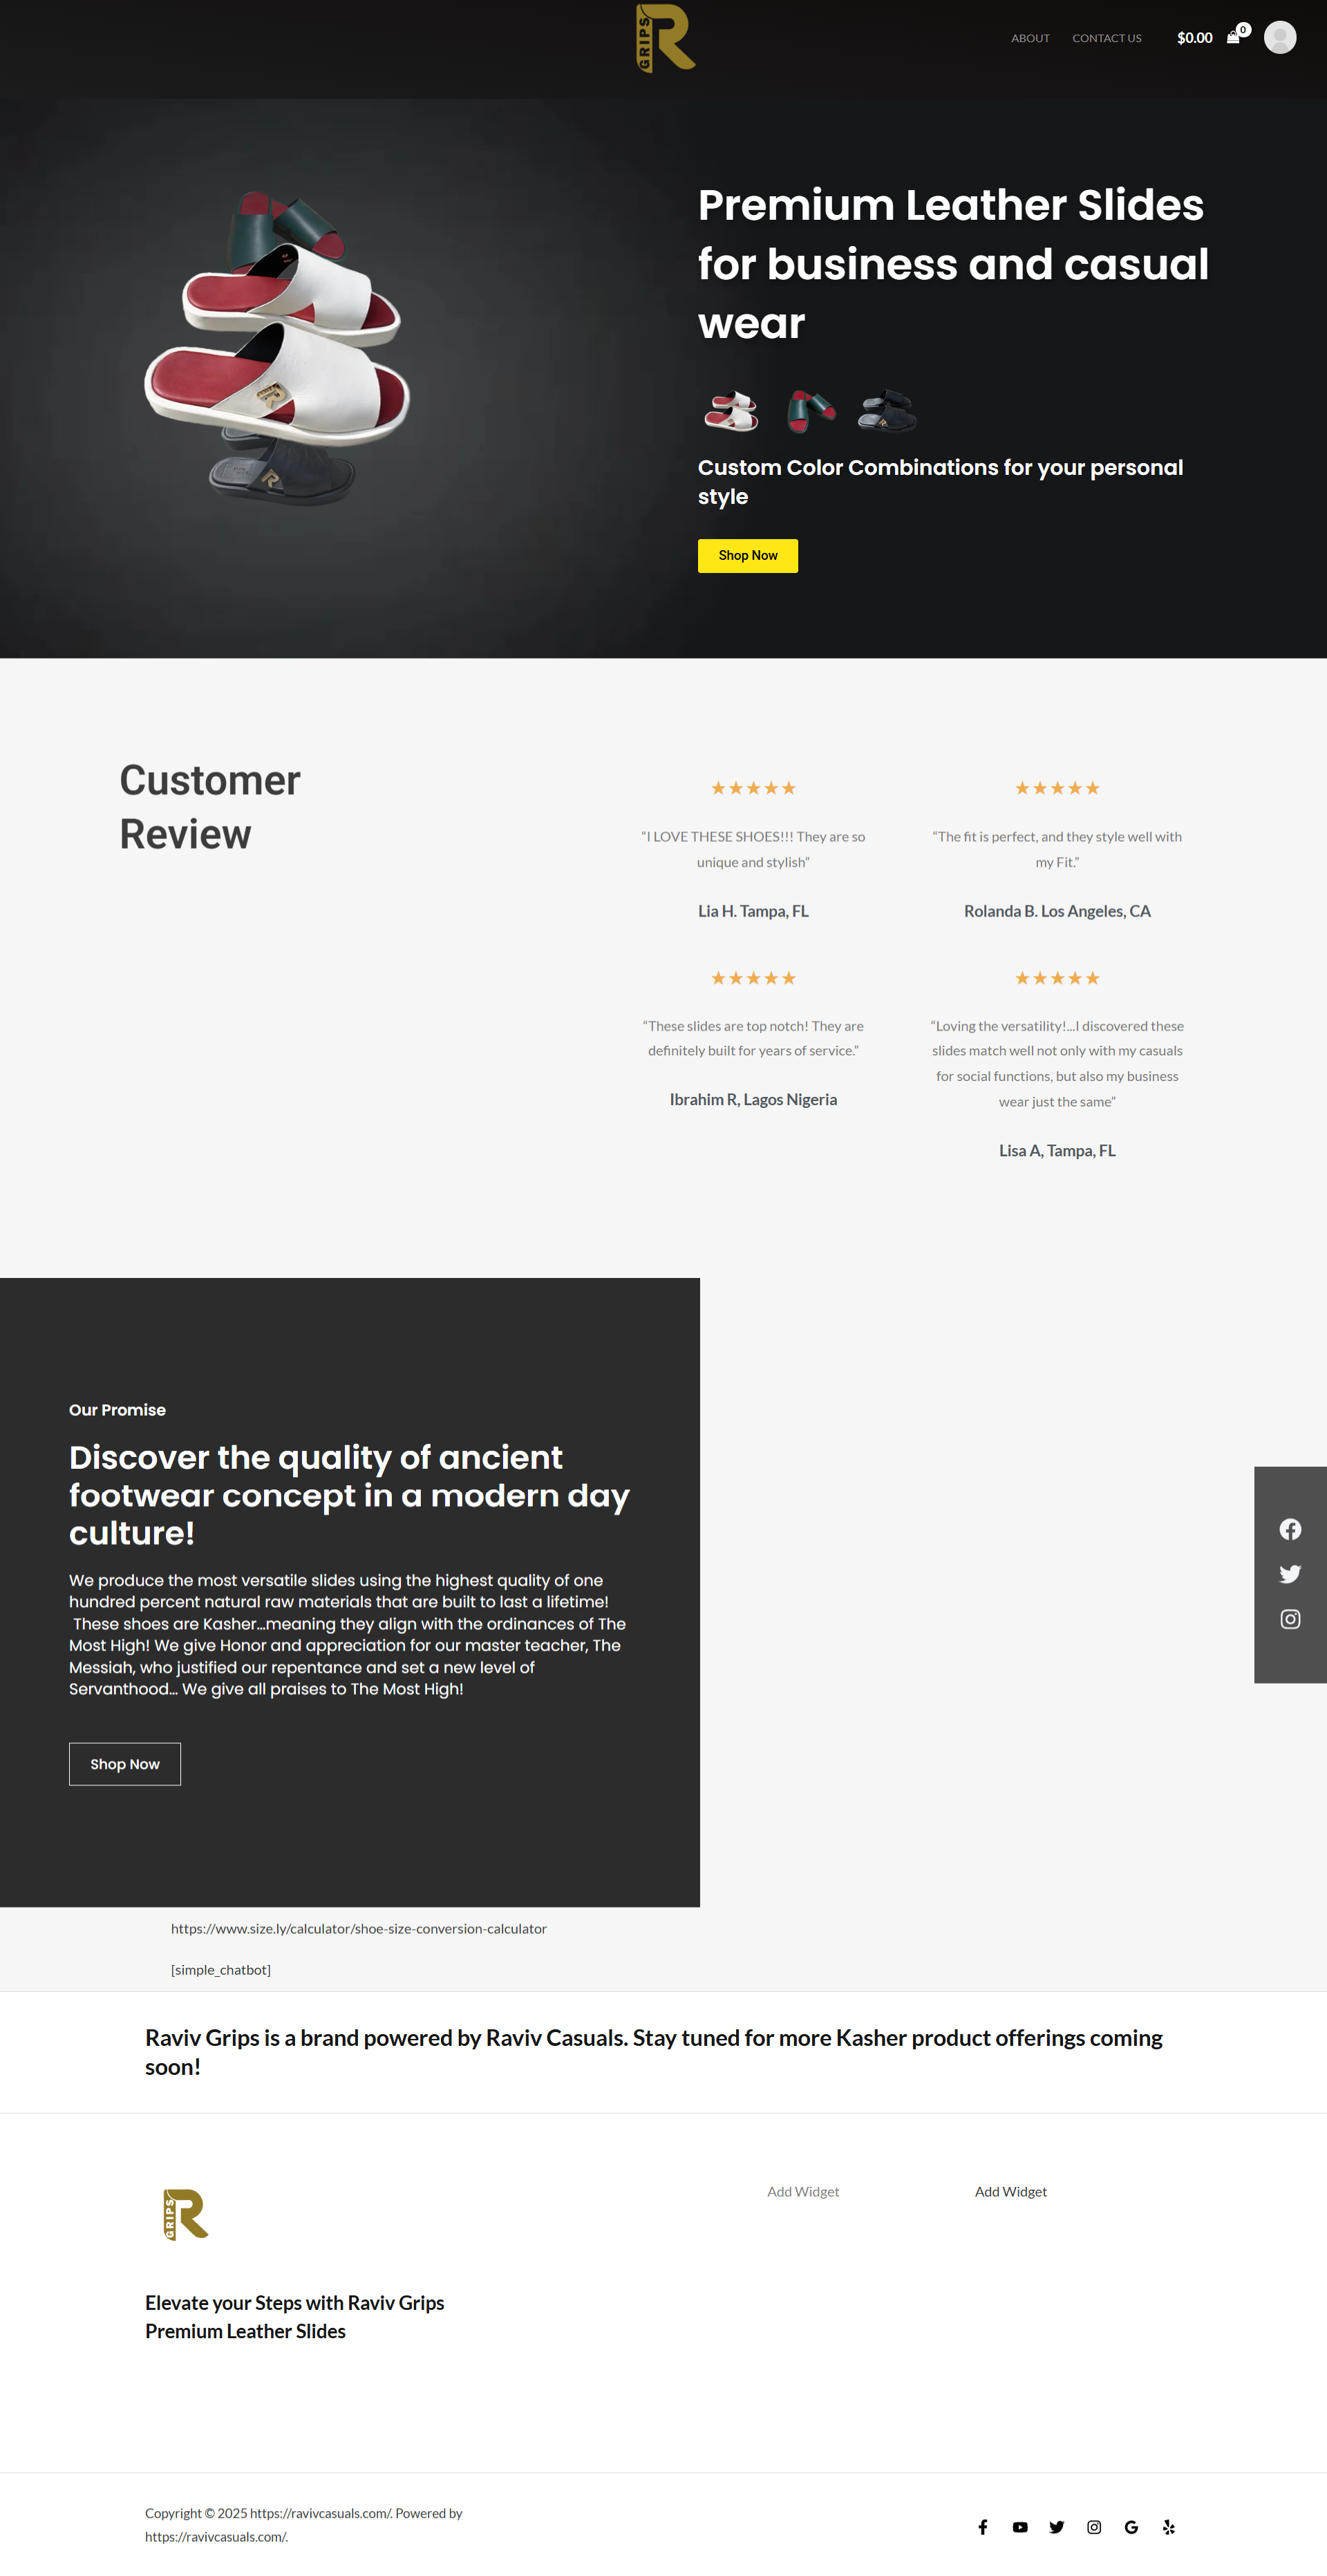 GRIPS
R
ABOUT
CONTACT US
$0.00
0
Premium Leather Slides
for business and casual
wear
Custom Color Combinations for your personal
style
Shop Now
Customer
Review
“I LOVE THESE SHOES!!! They are so
unique and stylish”
Lia H. Tampa, FL
“The fit is perfect, and they style well with
my Fit.”
Rolanda B. Los Angeles, CA
“These slides are top notch! They are
definitely built for years of service.”
Ibrahim R, Lagos Nigeria
“Loving the versatility!...I discovered these
slides match well not only with my casuals
for social functions, but also my business
wear just the same”
Lisa A, Tampa, FL
Our Promise
Discover the quality of ancient
footwear concept in a modern day
culture!
We produce the most versatile slides using the highest quality of one
hundred percent natural raw materials that are built to last a lifetime!
These shoes are Kasher…meaning they align with the ordinances of The
Most High! We give Honor and appreciation for our master teacher, The
Messiah, who justified our repentance and set a new level of
Servanthood… We give all praises to The Most High!
Shop Now
https://www.size.ly/calculator/shoe-size-conversion-calculator
[simple_chatbot]
Raviv Grips is a brand powered by Raviv Casuals. Stay tuned for more Kasher product offerings coming
soon!
GRIPS
R
Add Widget
Add Widget
Elevate your Steps with Raviv Grips
Premium Leather Slides
Copyright © 2025 https://ravivcasuals.com/. Powered by
https://ravivcasuals.com/.